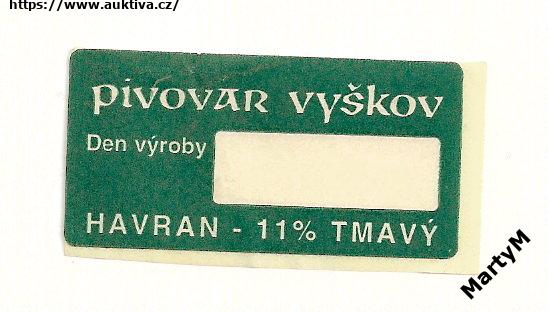 https://www.auktiva.cz/
pivovar vyškov
Den výroby
HAVRAN - 11% TMAVÝ
MartyM